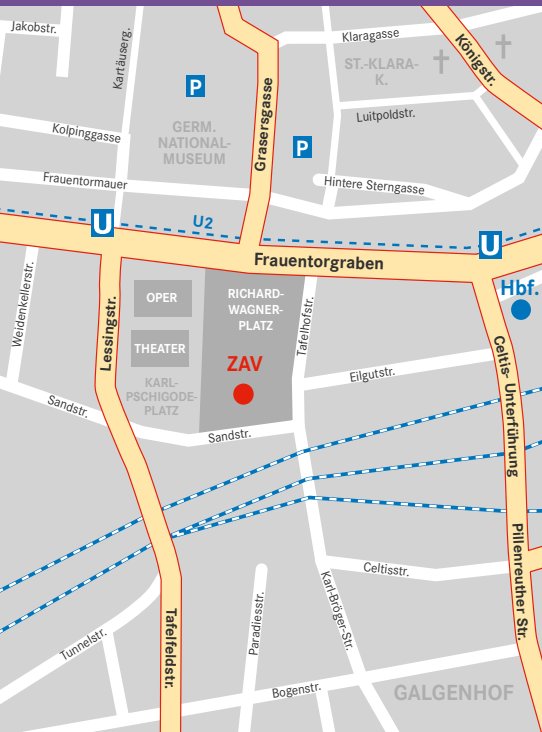 Jakobstr.
Kartäuserg.
Klaragasse
Königstr.
ST.-KLARA-
K.
P
Grasersgasse
Luitpoldstr.
GERM.
NATIONAL-
MUSEUM
Kolpinggasse
P
Frauentormauer
Hintere Sterngasse
U
U2
U
Frauentorgraben
Hbf.
Weidenkellerstr.
Lessingstr.
OPER
RICHARD-
WAGNER-
PLATZ
Tafelhofstr.
THEATER
ZAV
Celtis- Unterführung
Eilgutstr.
KARL-
PSCHIGODE-
PLATZ
Sandstr.
Sandstr.
Celtisstr.
Pillenreuther Str.
Karl-Bröger-Str.
Paradiesstr.
Tafelfeldstr.
Tunnelstr.
Bogenstr.
GALGENHOF